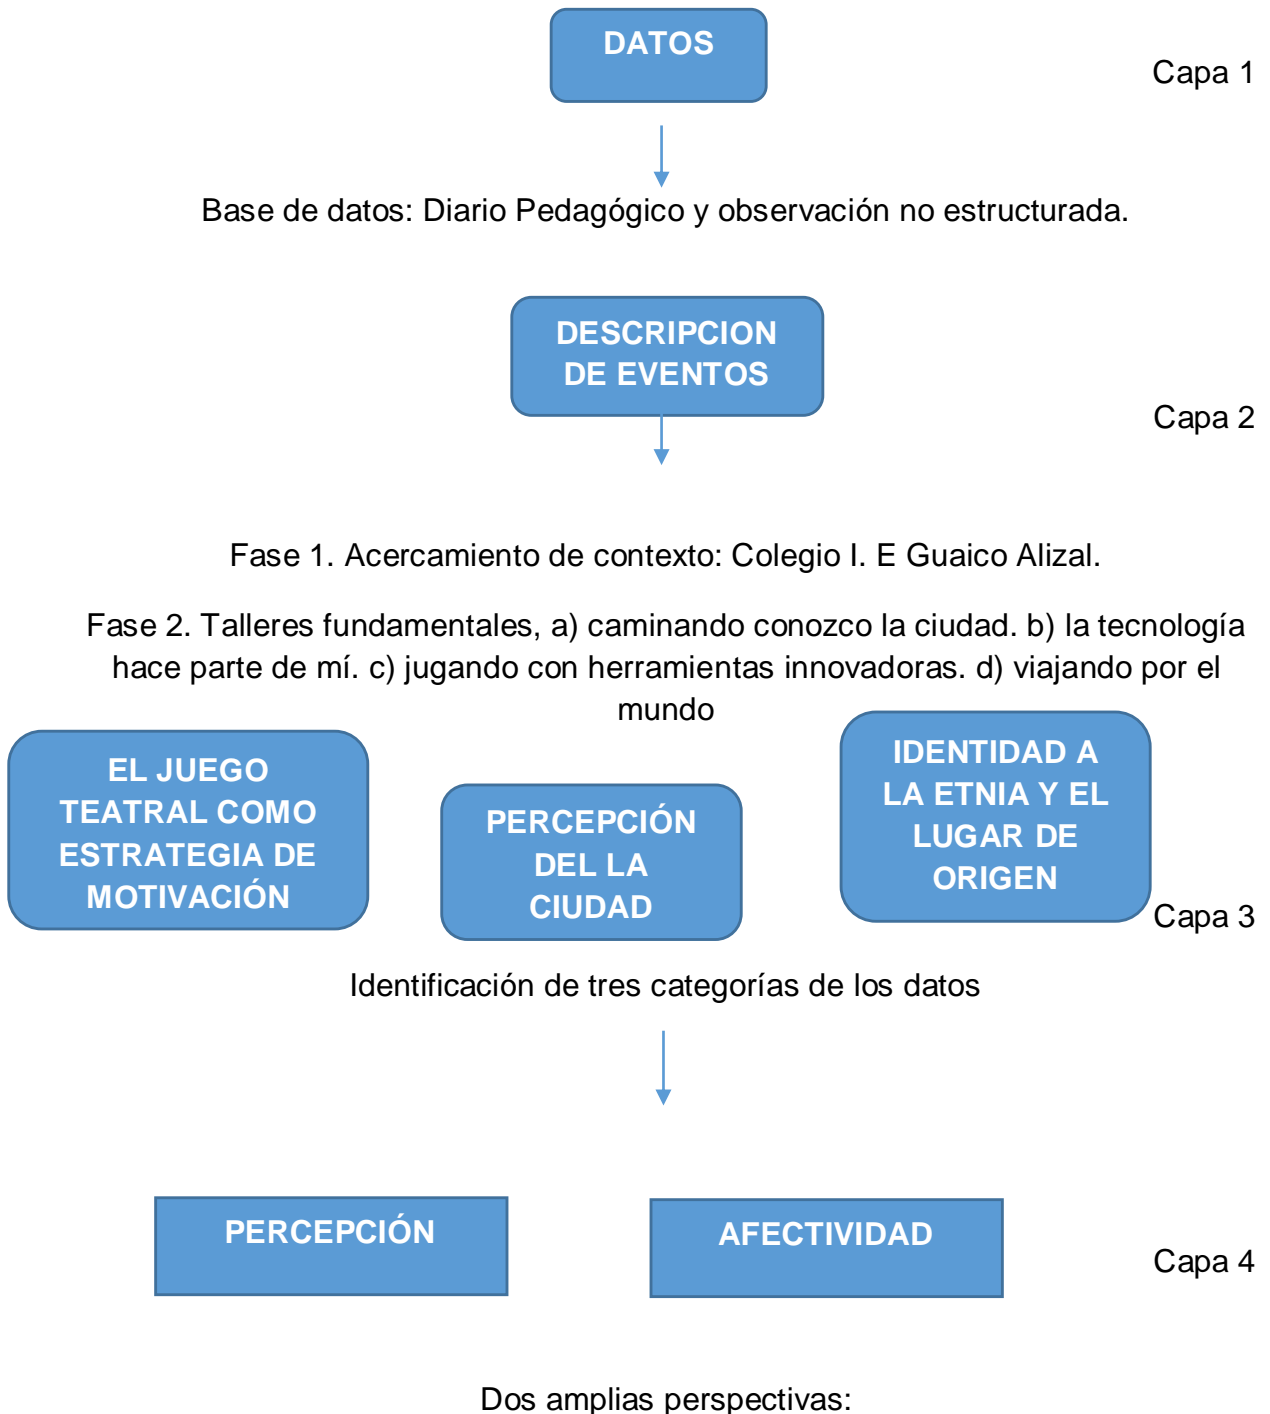 DATOS
Capa 1
Base de datos: Diario Pedagógico y observación no estructurada.
DESCRIPCION
DE EVENTOS
Capa 2
Fase 1. Acercamiento de contexto: Colegio I. E Guaico Alizal.
Fase 2. Talleres fundamentales, a) caminando conozco la ciudad. b) la tecnología
hace parte de mí. c) jugando con herramientas innovadoras. d) viajando por el
mundo
EL JUEGO
TEATRAL COMO
ESTRATEGIA DE
MOTIVACIÓN
PERCEPCIÓN
DEL LA
CIUDAD
IDENTIDAD A
LA ETNIA Y EL
LUGAR DE
ORIGEN
Capa 3
Identificación de tres categorías de los datos
PERCEPCIÓN
AFECTIVIDAD
Capa 4
Dos amplias perspectivas: